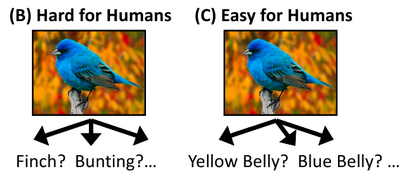 (B) Hard for Humans
(C) Easy for Humans
Finch? Bunting?...
Yellow Belly? Blue Belly? ...